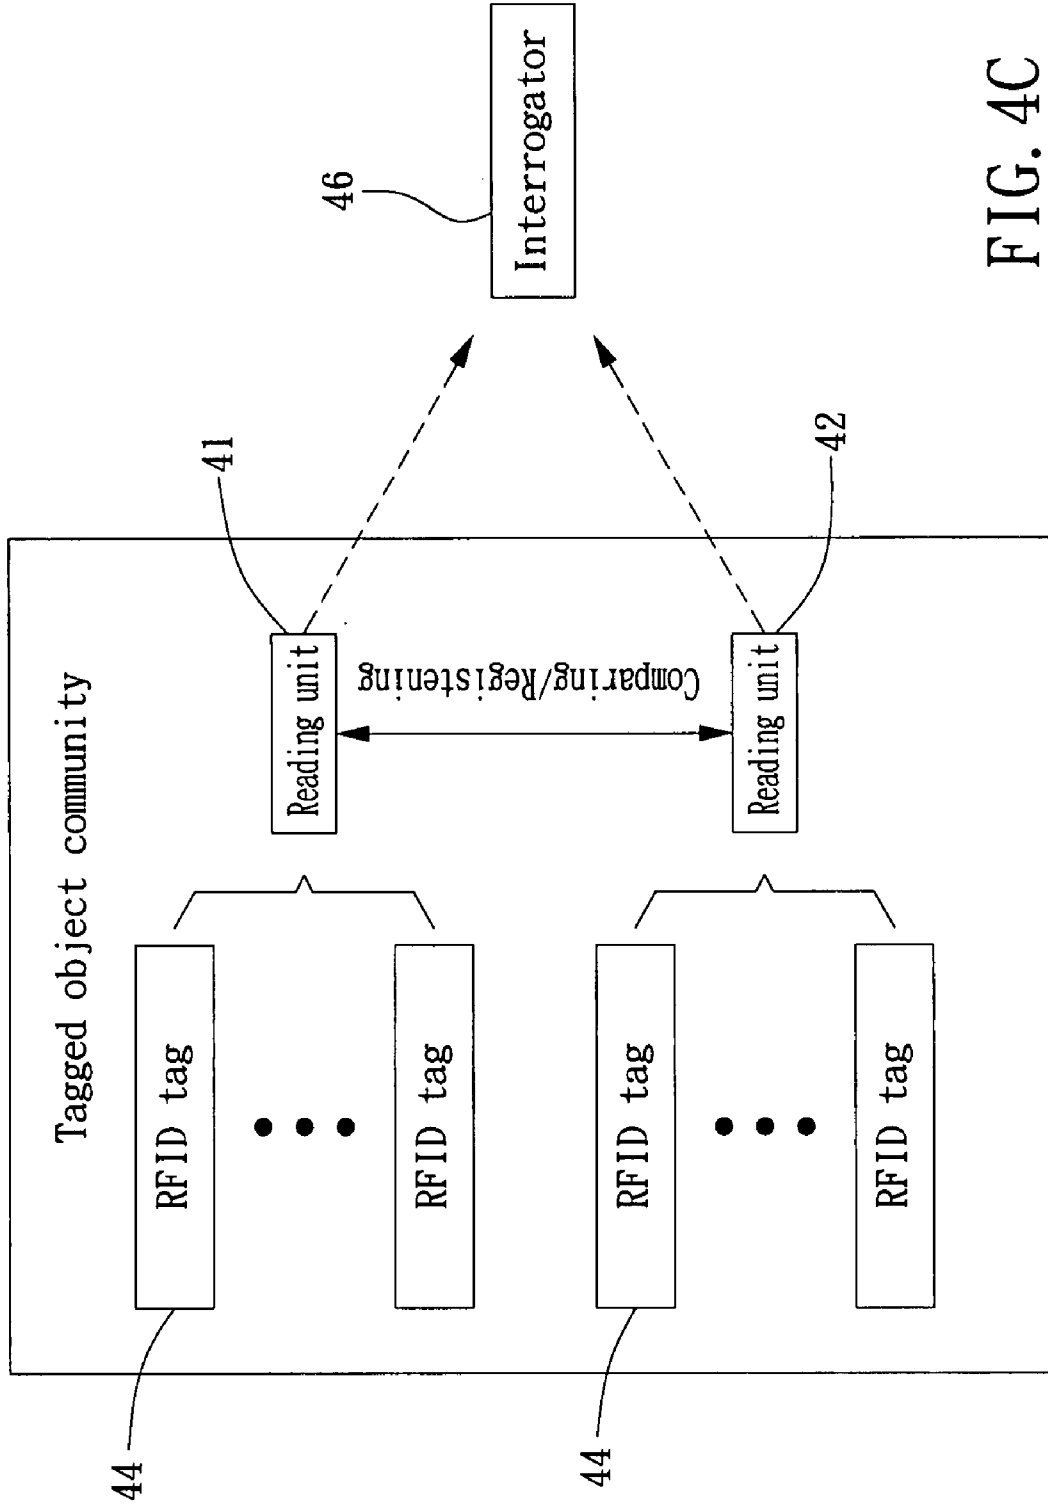 Tagged object community
44
RFID tag
RFID tag
Reading unit
41
Comparing/Registening
44
RFID tag
RFID tag
Reading unit
42
46
Interrogator
FIG. 4C